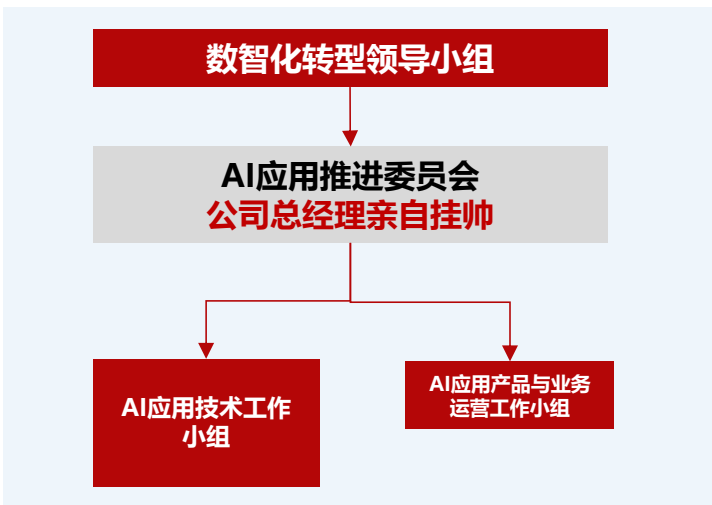 数智化转型领导小组
AI应用推进委员会
公司总经理亲自挂帅
AI应用技术工作
小组
AI应用产品与业务
运营工作小组